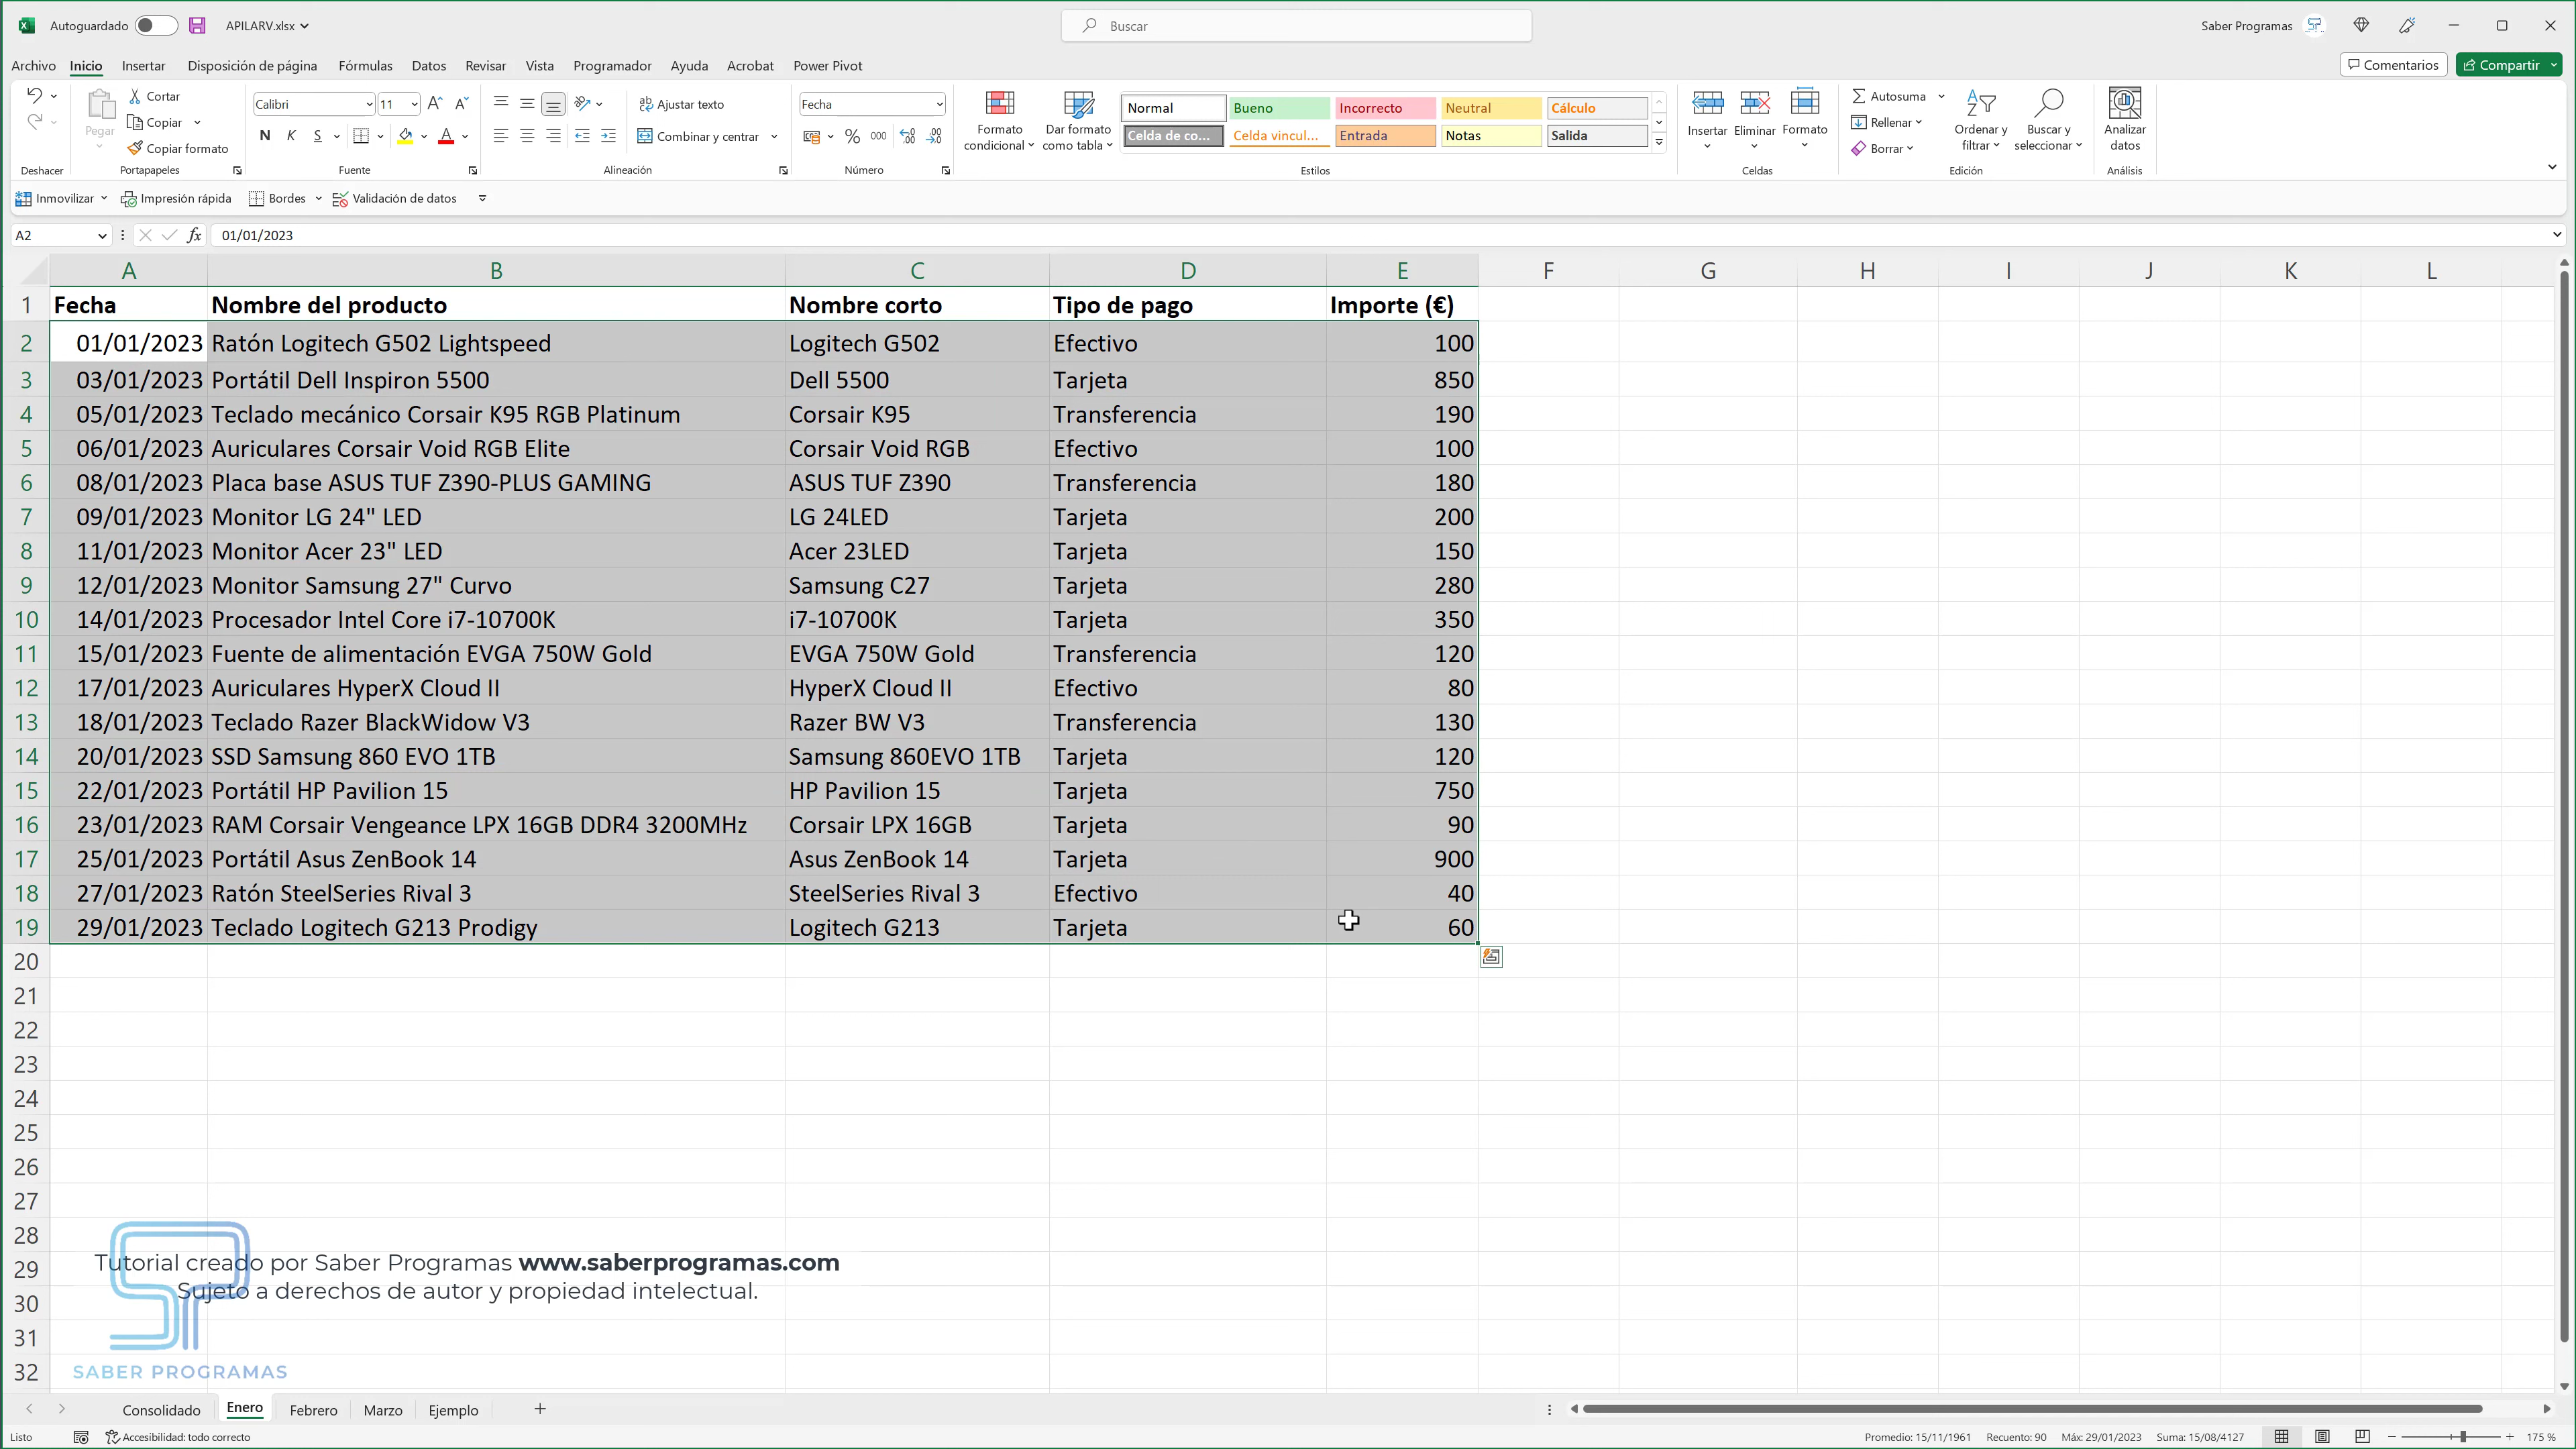 Autoguardado APILARV.xlsx Buscar Saber Programas
Archivo Inicio Insertar Disposición de página Fórmulas Datos Revisar Vista Programador Ayuda Acrobat Power Pivot Comentarios Compartir
Pegar Cortar Copiar Copiar formato
Calibri 11 N K S
Ajustar texto Combinar y centrar
Fecha % 000
Formato condicional Dar formato como tabla
Normal Bueno Incorrecto Neutral Cálculo
Celda de co... Celda vincul... Entrada Notas Salida
Insertar Eliminar Formato
Autosuma Rellenar Borrar
Ordenar y filtrar Buscar y seleccionar
Analizar datos
Deshacer Portapapeles Fuente Alineación Número Estilos Celdas Edición Análisis
Inmovilizar Impresión rápida Bordes Validación de datos
A2 fx 01/01/2023
A B C D E F G H I J K L
1 Fecha Nombre del producto Nombre corto Tipo de pago Importe (€)
2 01/01/2023 Ratón Logitech G502 Lightspeed Logitech G502 Efectivo 100
3 03/01/2023 Portátil Dell Inspiron 5500 Dell 5500 Tarjeta 850
4 05/01/2023 Teclado mecánico Corsair K95 RGB Platinum Corsair K95 Transferencia 190
5 06/01/2023 Auriculares Corsair Void RGB Elite Corsair Void RGB Efectivo 100
6 08/01/2023 Placa base ASUS TUF Z390-PLUS GAMING ASUS TUF Z390 Transferencia 180
7 09/01/2023 Monitor LG 24" LED LG 24LED Tarjeta 200
8 11/01/2023 Monitor Acer 23" LED Acer 23LED Tarjeta 150
9 12/01/2023 Monitor Samsung 27" Curvo Samsung C27 Tarjeta 280
10 14/01/2023 Procesador Intel Core i7-10700K i7-10700K Tarjeta 350
11 15/01/2023 Fuente de alimentación EVGA 750W Gold EVGA 750W Gold Transferencia 120
12 17/01/2023 Auriculares HyperX Cloud II HyperX Cloud II Efectivo 80
13 18/01/2023 Teclado Razer BlackWidow V3 Razer BW V3 Transferencia 130
14 20/01/2023 SSD Samsung 860 EVO 1TB Samsung 860EVO 1TB Tarjeta 120
15 22/01/2023 Portátil HP Pavilion 15 HP Pavilion 15 Tarjeta 750
16 23/01/2023 RAM Corsair Vengeance LPX 16GB DDR4 3200MHz Corsair LPX 16GB Tarjeta 90
17 25/01/2023 Portátil Asus ZenBook 14 Asus ZenBook 14 Tarjeta 900
18 27/01/2023 Ratón SteelSeries Rival 3 SteelSeries Rival 3 Efectivo 40
19 29/01/2023 Teclado Logitech G213 Prodigy Logitech G213 Tarjeta 60
20
21
22
23
24
25
26
27
28
29 Tutorial creado por Saber Programas www.saberprogramas.com
30 Sujeto a derechos de autor y propiedad intelectual.
31
32 SABER PROGRAMAS
Consolidado Enero Febrero Marzo Ejemplo
Listo Accesibilidad: todo correcto Promedio: 15/11/1961 Recuento: 90 Máx: 29/01/2023 Suma: 15/08/4127 175 %